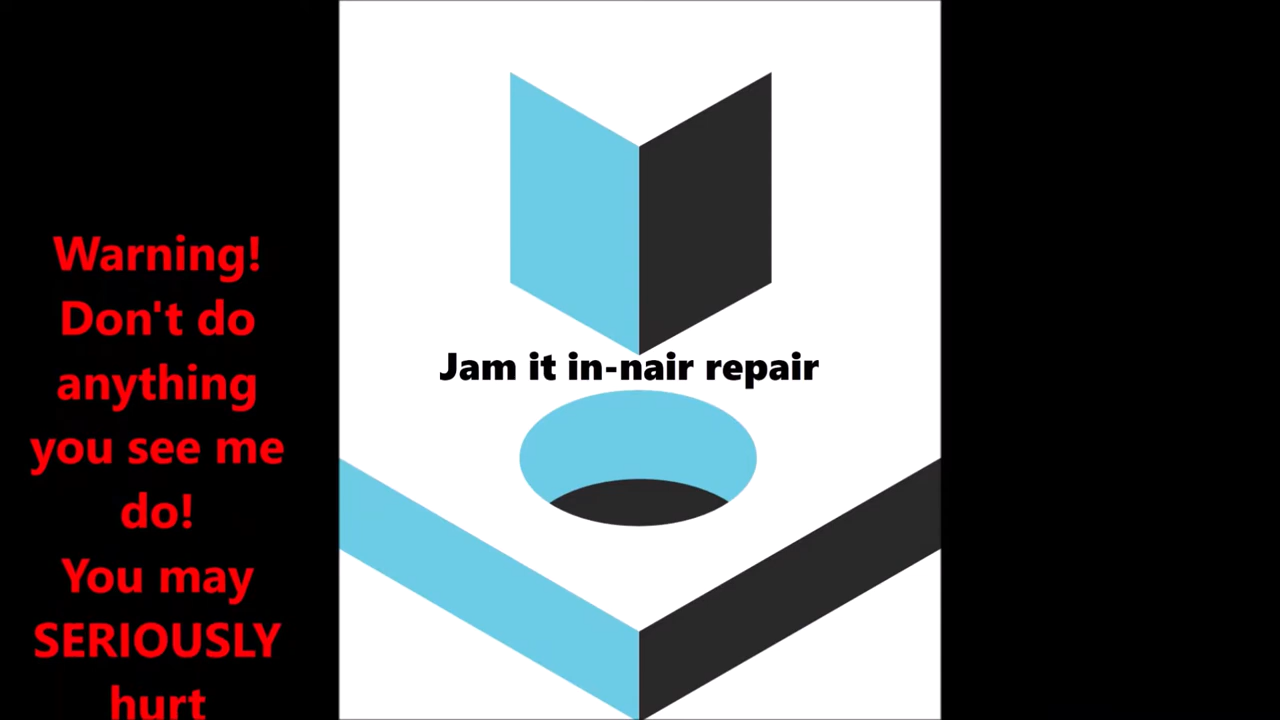 Warning!
Don't do
anything
you see me
do!
You may
SERIOUSLY
hurt
Jam it in-nair repair